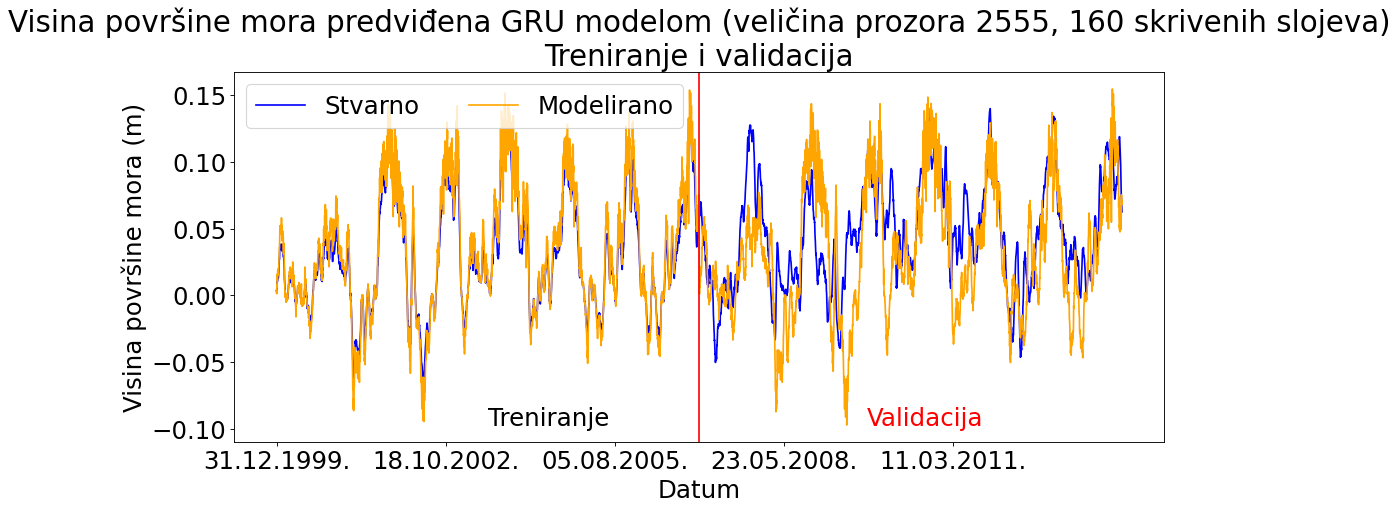 Visina površine mora predviđena GRU modelom (veličina prozora 2555, 160 skrivenih slojeva)
Treniranje i validacija
Stvarno Modelirano
Visina površine mora (m)
0.15
0.10
0.05
0.00
−0.05
−0.10
Treniranje Validacija
31.12.1999. 18.10.2002. 05.08.2005. 23.05.2008. 11.03.2011.
Datum